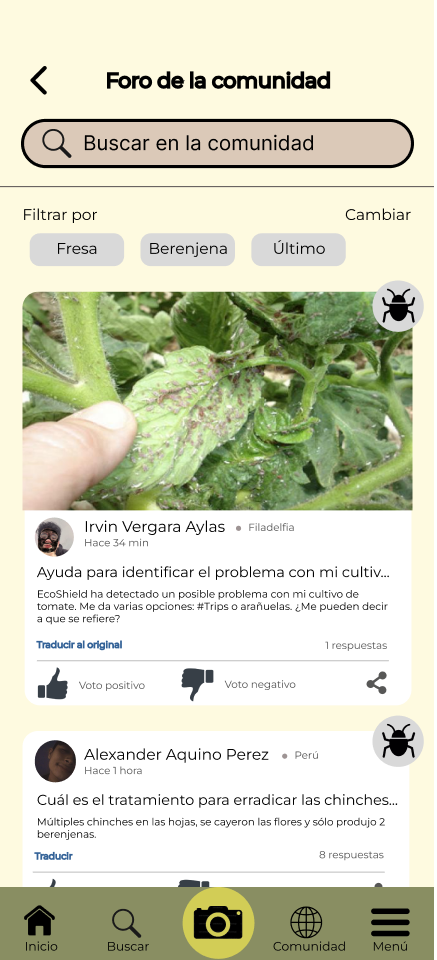 Foro de la comunidad
Buscar en la comunidad
Filtrar por
Cambiar
Fresa
Berenjena
Último
Irvin Vergara Aylas
Filadelfia
Hace 34 min
Ayuda para identificar el problema con mi cultiv...
EcoShield ha detectado un posible problema con mi cultivo de
tomate. Me da varias opciones: #Trips o arañuelas. ¿Me pueden decir
a que se refiere?
Traducir al original
1 respuestas
Voto positivo
Voto negativo
Alexander Aquino Perez
Perú
Hace 1 hora
Cuál es el tratamiento para erradicar las chinches...
Múltiples chinches en las hojas, se cayeron las flores y sólo produjo 2
berenjenas.
Traducir
8 respuestas
Inicio
Buscar
Comunidad
Menú